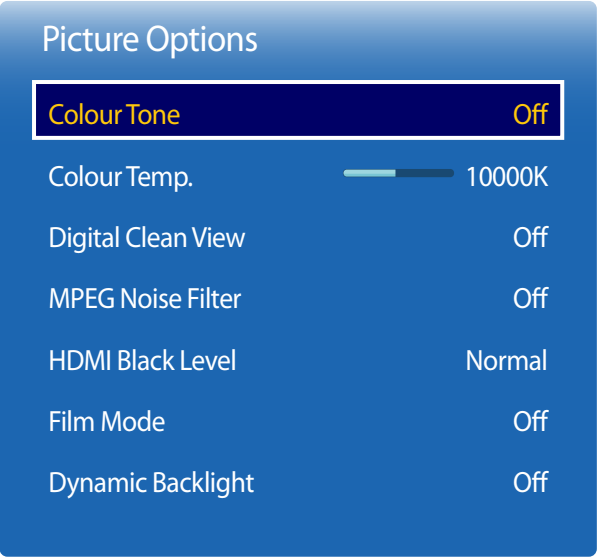 Picture Options
Colour Tone Off
Colour Temp. 10000K
Digital Clean View Off
MPEG Noise Filter Off
HDMI Black Level Normal
Film Mode Off
Dynamic Backlight Off